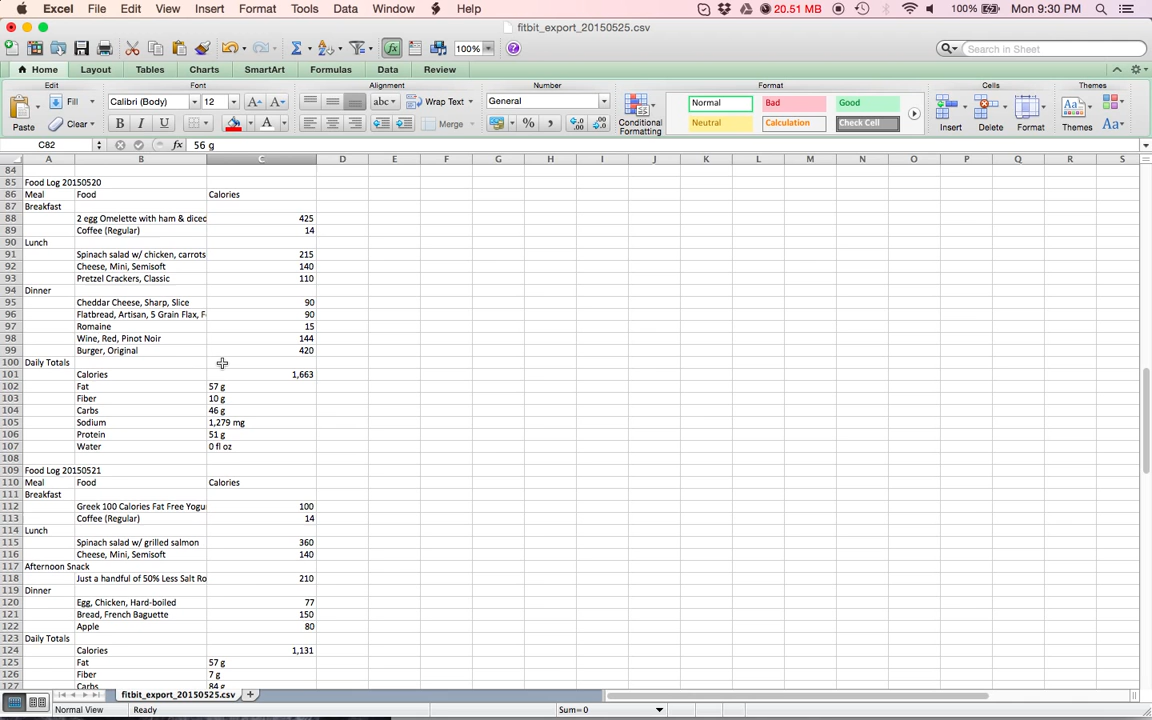 Excel File Edit View Insert Format Tools Data Window Help 20.51 MB 100% Mon 9:30 PM
fitbit_export_20150525.csv
100% Search in Sheet
Home Layout Tables Charts SmartArt Formulas Data Review
Edit Font Alignment Number Format Cells Themes
Fill Calibri (Body) 12 A A abc Wrap Text General Normal Bad Good
Paste Clear B I U A Merge % , Conditional Formatting Neutral Calculation Check Cell Insert Delete Format Themes Aa
C82 fx 56 g
A B C D E F G H I J K L M N O P Q R S
84
85 Food Log 20150520
86 Meal Food Calories
87 Breakfast
88 2 egg Omelette with ham & diced 425
89 Coffee (Regular) 14
90 Lunch
91 Spinach salad w/ chicken, carrots 215
92 Cheese, Mini, Semisoft 140
93 Pretzel Crackers, Classic 110
94 Dinner
95 Cheddar Cheese, Sharp, Slice 90
96 Flatbread, Artisan, 5 Grain Flax, F 90
97 Romaine 15
98 Wine, Red, Pinot Noir 144
99 Burger, Original 420
100 Daily Totals
101 Calories 1,663
102 Fat 57 g
103 Fiber 10 g
104 Carbs 46 g
105 Sodium 1,279 mg
106 Protein 51 g
107 Water 0 fl oz
108
109 Food Log 20150521
110 Meal Food Calories
111 Breakfast
112 Greek 100 Calories Fat Free Yogu 100
113 Coffee (Regular) 14
114 Lunch
115 Spinach salad w/ grilled salmon 360
116 Cheese, Mini, Semisoft 140
117 Afternoon Snack
118 Just a handful of 50% Less Salt Ro 210
119 Dinner
120 Egg, Chicken, Hard-boiled 77
121 Bread, French Baguette 150
122 Apple 80
123 Daily Totals
124 Calories 1,131
125 Fat 57 g
126 Fiber 7 g
127 Carbs 84 g
fitbit_export_20150525.csv
Normal View Ready Sum=0